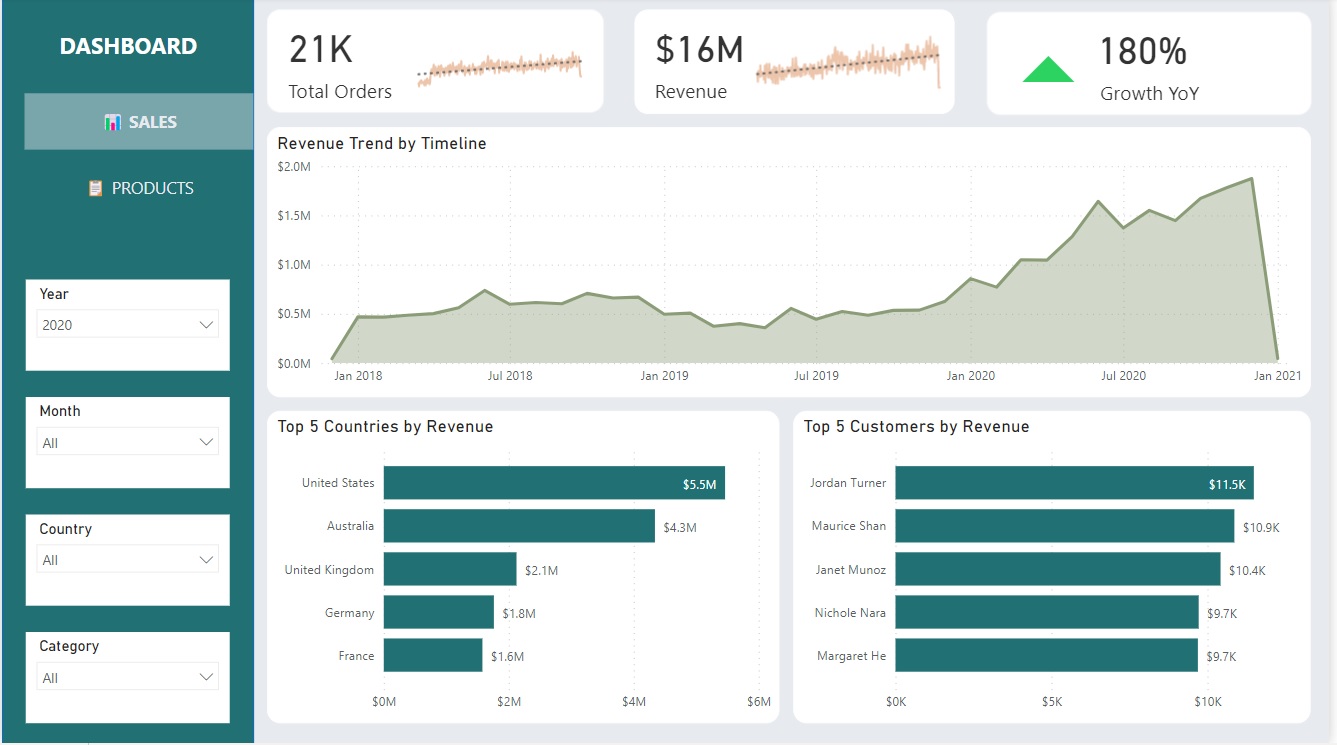 DASHBOARD
SALES
PRODUCTS
Year
2020
Month
All
Country
All
Category
All
21K
Total Orders
$16M
Revenue
180%
Growth YoY
Revenue Trend by Timeline
$2.0M
$1.5M
$1.0M
$0.5M
$0.0M
Jan 2018 Jul 2018 Jan 2019 Jul 2019 Jan 2020 Jul 2020 Jan 2021
Top 5 Countries by Revenue
United States $5.5M
Australia $4.3M
United Kingdom $2.1M
Germany $1.8M
France $1.6M
$0M $2M $4M $6M
Top 5 Customers by Revenue
Jordan Turner $11.5K
Maurice Shan $10.9K
Janet Munoz $10.4K
Nichole Nara $9.7K
Margaret He $9.7K
$0K $5K $10K